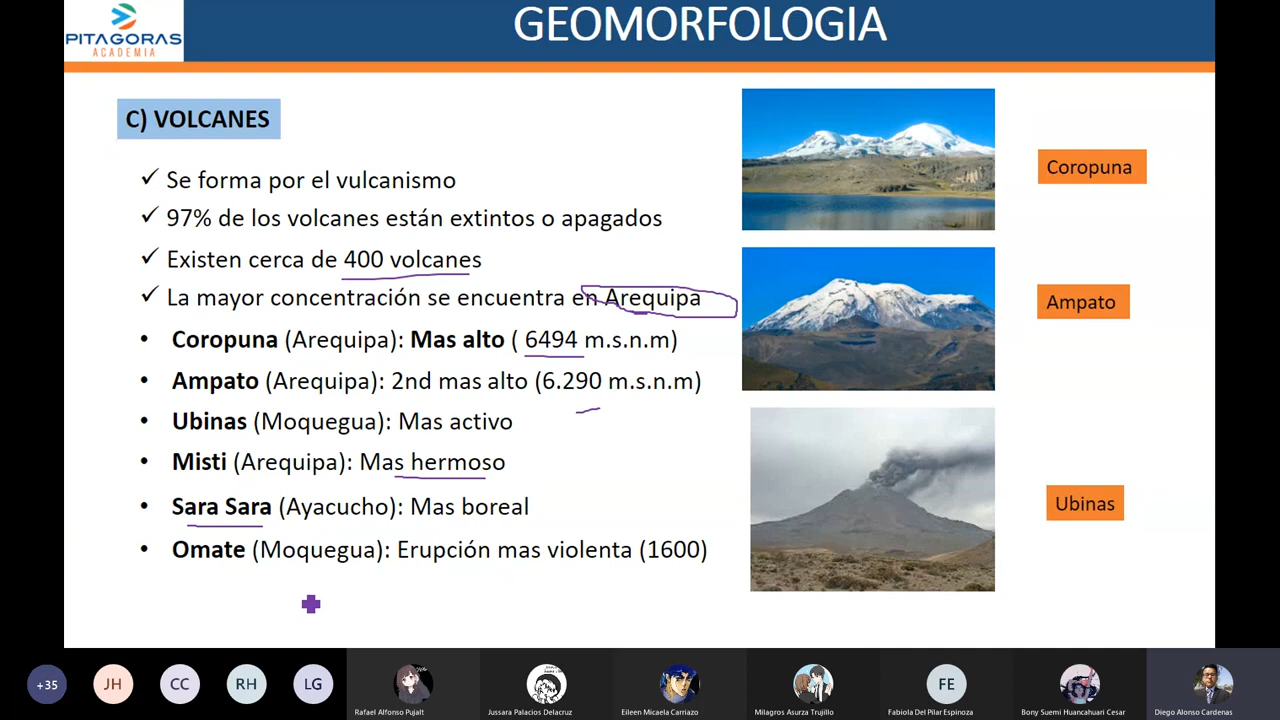 PITAGORAS
ACADEMIA
GEOMORFOLOGIA
C) VOLCANES
✓ Se forma por el vulcanismo
✓ 97% de los volcanes están extintos o apagados
✓ Existen cerca de 400 volcanes
✓ La mayor concentración se encuentra en Arequipa
• Coropuna (Arequipa): Mas alto ( 6494 m.s.n.m)
• Ampato (Arequipa): 2nd mas alto (6.290 m.s.n.m)
• Ubinas (Moquegua): Mas activo
• Misti (Arequipa): Mas hermoso
• Sara Sara (Ayacucho): Mas boreal
• Omate (Moquegua): Erupción mas violenta (1600)
Coropuna
Ampato
Ubinas
+35
JH
CC
RH
LG
FE
Rafael Alfonso Pujalt
Jussara Palacios Delacruz
Eileen Micaela Carriazo
Milagros Asurza Trujillo
Fabiola Del Pilar Espinoza
Bony Suemi Huancahuari Cesar
Diego Alonso Cardenas